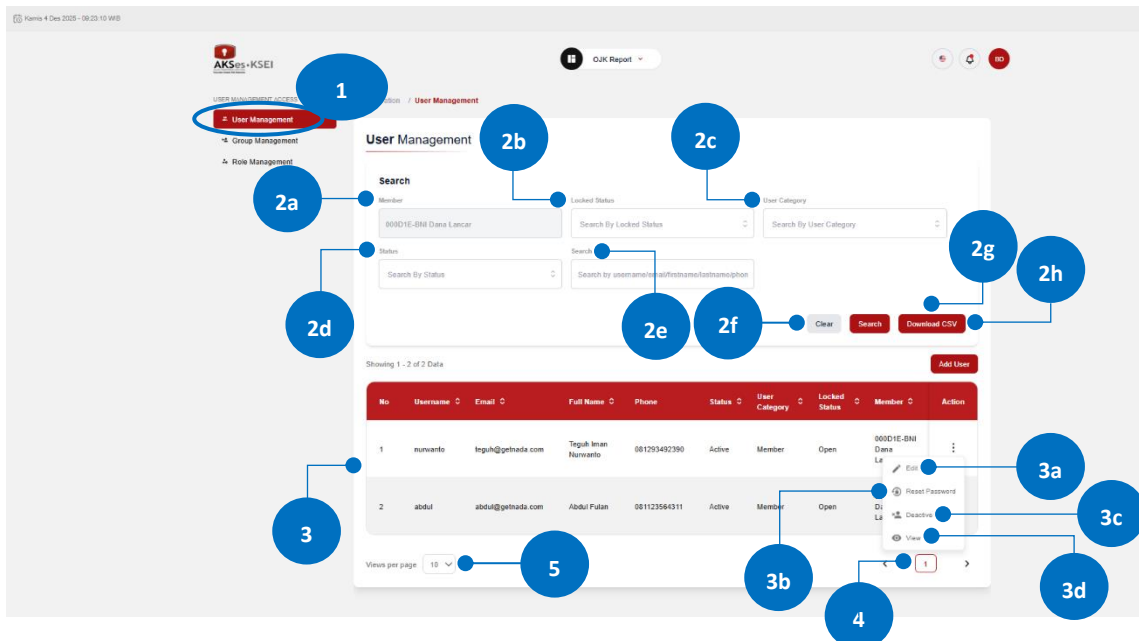 Kamis 4 Des 2025 - 09:20:10 WIB
AKSes-KSEI
OJK Report
BO
USER MANAGEMENT ACCESS
1
/ User Management
User Management
Group Management
Role Management
User Management
2b
2c
Search
2a
Member
Locked Status
User Category
000D1E-BNI Dana Lancar
Search By Locked Status
Search By User Category
Status
Search
2g
Search By Status
Search by username/email/firstname/lastname/phon
2h
2d
2e
2f
Clear
Search
Download CSV
Showing 1 - 2 of 2 Data
Add User
No Username Email Full Name Phone Status User Category Locked Status Member Action
1 nurwanto teguh@getnada.com Teguh Iman Nurwanto 081293492390 Active Member Open 000D1E-BNI Dana
Edit
3a
Reset Password
2 abdul abdul@getnada.com Abdul Fulan 081123564311 Active Member Open
Deactive
3c
3
View
Views per page 10
5
3b
4
1
3d